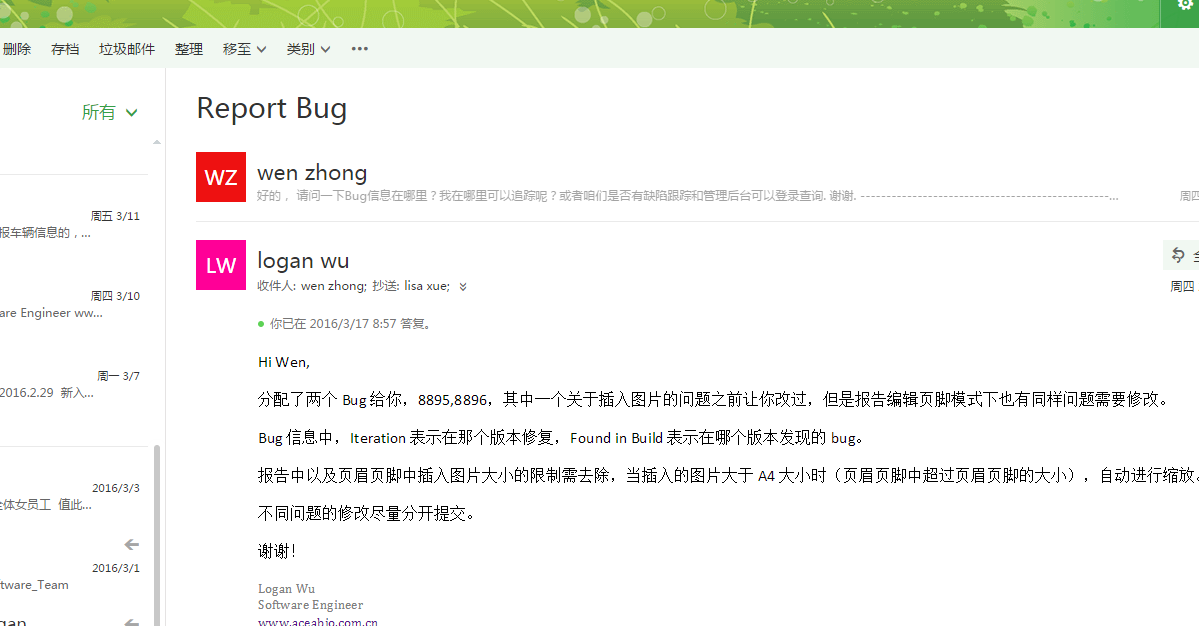 删除 存档 垃圾邮件 整理 移至 类别 •••
所有
周五 3/11
报车辆信息的，...
周四 3/10
are Engineer ww...
周一 3/7
2016.2.29 新入...
2016/3/3
全体女员工 值此...
2016/3/1
tware_Team
gan
Report Bug
WZ
wen zhong
好的， 请问一下Bug信息在哪里？我在哪里可以追踪呢？或者咱们是否有缺陷跟踪和管理后台可以登录查询. 谢谢. ------------------------------------------------...
周四
LW
logan wu
收件人: wen zhong; 抄送: lisa xue;
全
周四
你已在 2016/3/17 8:57 答复。
Hi Wen,
分配了两个 Bug 给你，8895,8896，其中一个关于插入图片的问题之前让你改过，但是报告编辑页脚模式下也有同样问题需要修改。
Bug 信息中，Iteration 表示在那个版本修复，Found in Build 表示在哪个版本发现的 bug。
报告中以及页眉页脚中插入图片大小的限制需去除，当插入的图片大于 A4 大小时（页眉页脚中超过页眉页脚的大小），自动进行缩放。
不同问题的修改尽量分开提交。
谢谢！
Logan Wu
Software Engineer
www.aceabio.com.cn